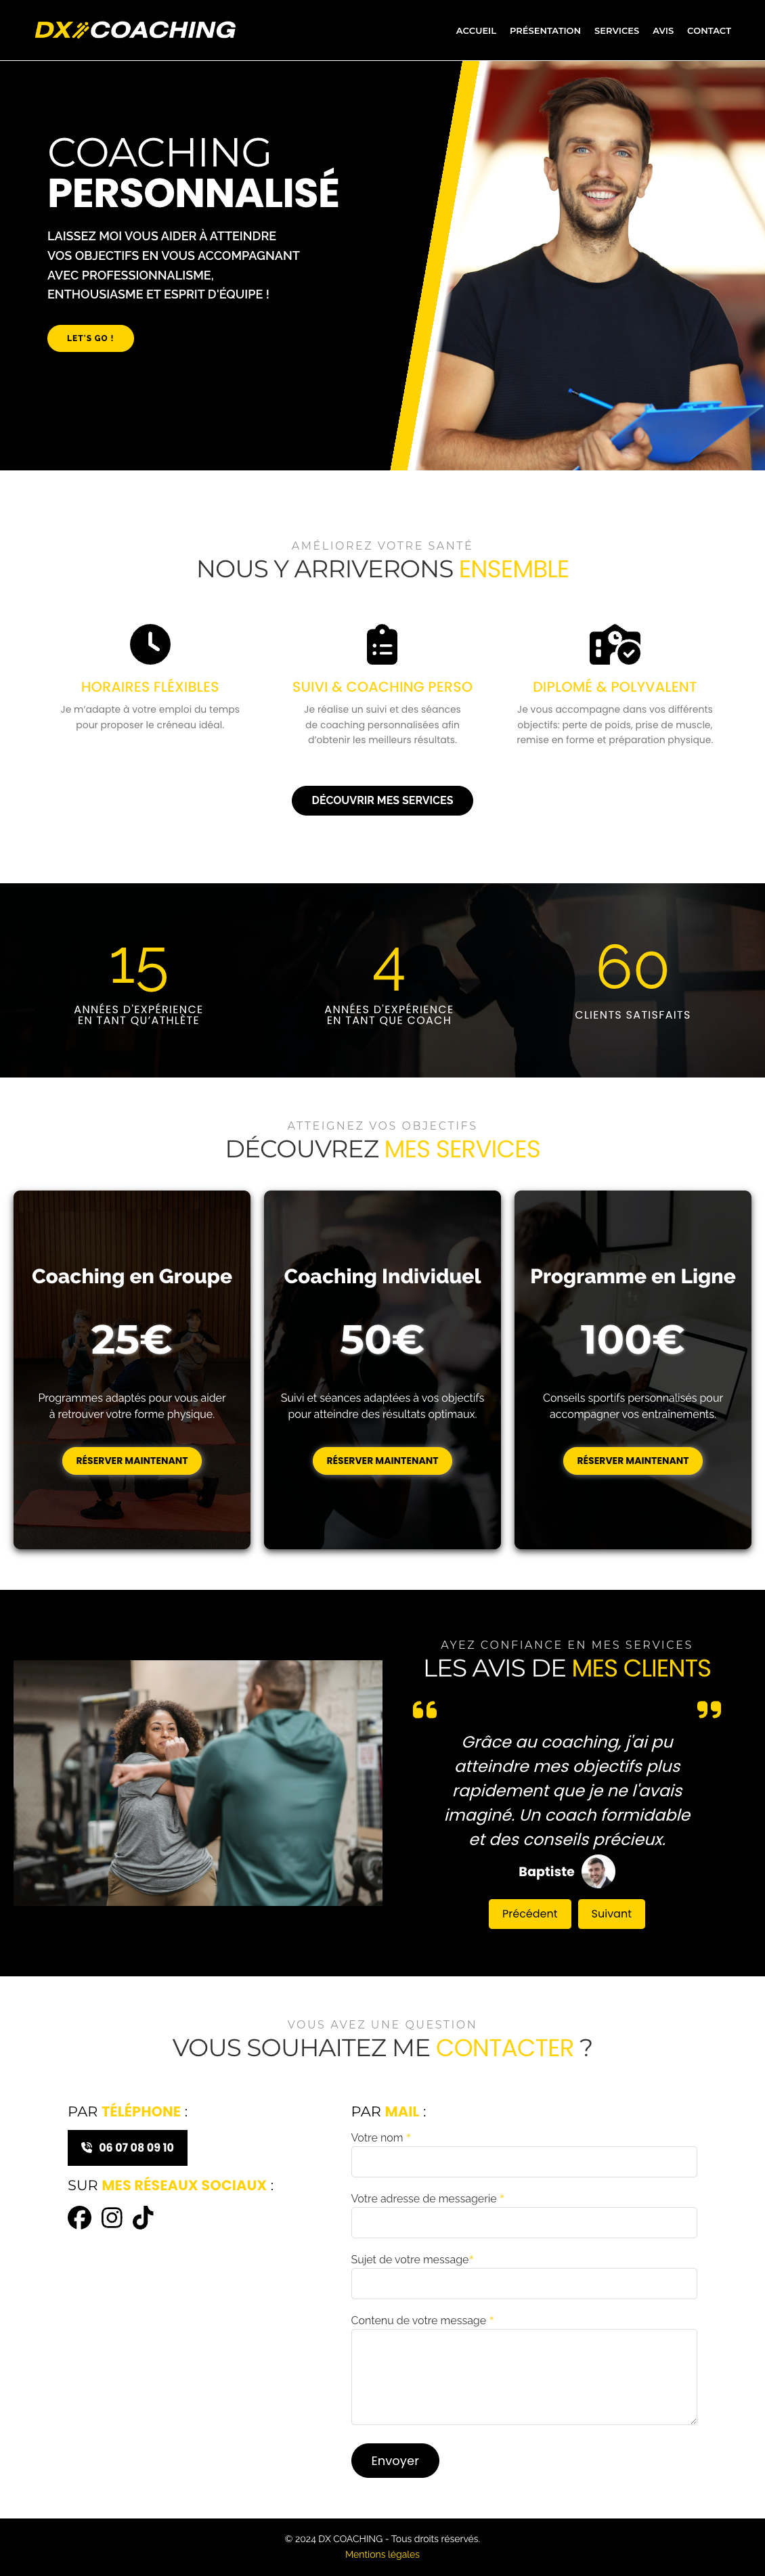 DX COACHING
ACCUEIL PRÉSENTATION SERVICES AVIS CONTACT
COACHING
PERSONNALISÉ
LAISSEZ MOI VOUS AIDER À ATTEINDRE
VOS OBJECTIFS EN VOUS ACCOMPAGNANT
AVEC PROFESSIONNALISME,
ENTHOUSIASME ET ESPRIT D'ÉQUIPE !
LET'S GO !
AMÉLIOREZ VOTRE SANTÉ
NOUS Y ARRIVERONS ENSEMBLE
HORAIRES FLÉXIBLES
Je m'adapte à votre emploi du temps
pour proposer le créneau idéal.
SUIVI & COACHING PERSO
Je réalise un suivi et des séances
de coaching personnalisées afin
d'obtenir les meilleurs résultats.
DIPLOMÉ & POLYVALENT
Je vous accompagne dans vos différents
objectifs: perte de poids, prise de muscle,
remise en forme et préparation physique.
DÉCOUVRIR MES SERVICES
15
ANNÉES D'EXPÉRIENCE
EN TANT QU'ATHLÈTE
4
ANNÉES D'EXPÉRIENCE
EN TANT QUE COACH
60
CLIENTS SATISFAITS
ATTEIGNEZ VOS OBJECTIFS
DÉCOUVREZ MES SERVICES
Coaching en Groupe
25€
Programmes adaptés pour vous aider
à retrouver votre forme physique.
RÉSERVER MAINTENANT
Coaching Individuel
50€
Suivi et séances adaptées à vos objectifs
pour atteindre des résultats optimaux.
RÉSERVER MAINTENANT
Programme en Ligne
100€
Conseils sportifs personnalisés pour
accompagner vos entraînements.
RÉSERVER MAINTENANT
AYEZ CONFIANCE EN MES SERVICES
LES AVIS DE MES CLIENTS
Grâce au coaching, j'ai pu
atteindre mes objectifs plus
rapidement que je ne l'avais
imaginé. Un coach formidable
et des conseils précieux.
Baptiste
Précédent Suivant
VOUS AVEZ UNE QUESTION
VOUS SOUHAITEZ ME CONTACTER ?
PAR TÉLÉPHONE :
06 07 08 09 10
SUR MES RÉSEAUX SOCIAUX :
PAR MAIL :
Votre nom *
Votre adresse de messagerie *
Sujet de votre message*
Contenu de votre message *
Envoyer
© 2024 DX COACHING - Tous droits réservés.
Mentions légales